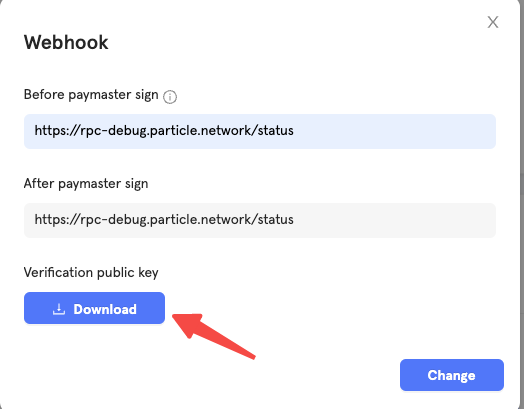 Webhook
Before paymaster sign
https://rpc-debug.particle.network/status
After paymaster sign
https://rpc-debug.particle.network/status
Verification public key
Download
Change